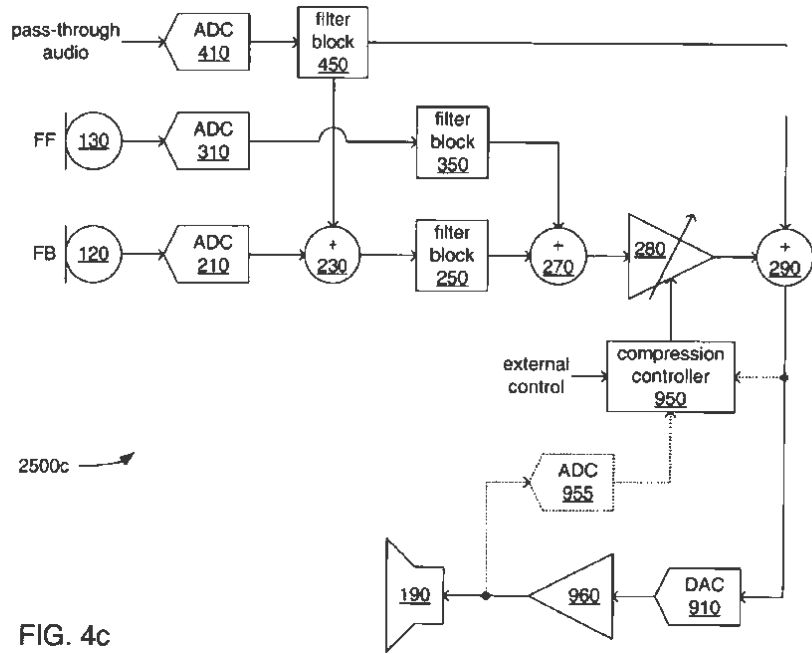 pass-through
audio
ADC
410
filter
block
450
FF
130
ADC
310
filter
block
350
FB
120
ADC
210
+
230
filter
block
250
+
270
280
+
290
external
control
compression
controller
950
2500c
ADC
955
190
960
DAC
910
FIG. 4c